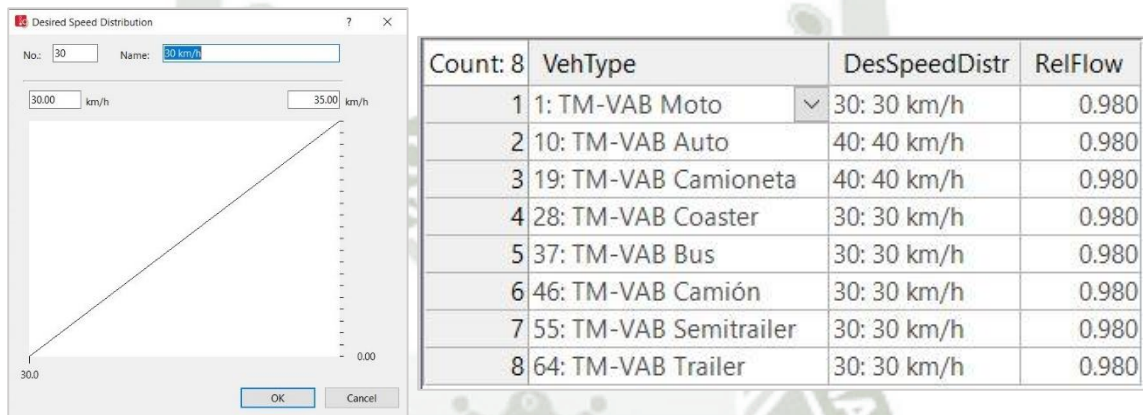 Desired Speed Distribution ? ×
No.: 30 Name: 30 km/h
30.00 km/h 35.00 km/h
0.00
30.0
OK Cancel
Count: 8 VehType DesSpeedDistr RelFlow
1 1: TM-VAB Moto 30: 30 km/h 0.980
2 10: TM-VAB Auto 40: 40 km/h 0.980
3 19: TM-VAB Camioneta 40: 40 km/h 0.980
4 28: TM-VAB Coaster 30: 30 km/h 0.980
5 37: TM-VAB Bus 30: 30 km/h 0.980
6 46: TM-VAB Camión 30: 30 km/h 0.980
7 55: TM-VAB Semitrailer 30: 30 km/h 0.980
8 64: TM-VAB Trailer 30: 30 km/h 0.980